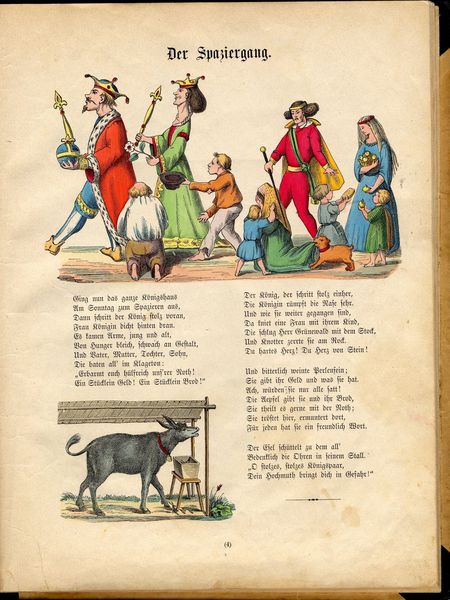 Der Spaziergang.
Ging nun das ganze Königshaus
Am Sonntag zum Spazieren aus,
Dann schritt der König stolz voran,
Frau Königin dicht hinten dran.
Es kamen Arme, jung und alt,
Von Hunger bleich, schwach an Gestalt,
Und Vater, Mutter, Tochter, Sohn,
Die baten all' im Klageton:
„Erbarmt euch hülfreich uns'rer Noth!
Ein Stücklein Geld! Ein Stücklein Brod!“
Der König, der schritt stolz einher,
Die Königin rümpft die Nase sehr.
Und wie sie weiter gegangen sind,
Da kniet eine Frau mit ihrem Kind,
Die schlug Herr Grünewald mit dem Stock,
Und Knotter zerrte sie am Rock.
Du hartes Herz! Du Herz von Stein!
Und bitterlich weinte Perlenfein;
Sie gibt ihr Geld und was sie hat.
Ach, würden sie nur alle satt!
Die Aepfel gibt sie und ihr Brod,
Sie theilt es gerne mit der Noth;
Sie tröstet hier, ermuntert dort,
Für jeden hat sie ein freundlich Wort.
Der Esel schüttelt zu dem all'
Bedenklich die Ohren in seinem Stall.
„O stolzes, stolzes Königspaar,
Dein Hochmuth bringt dich in Gefahr!“
(4)